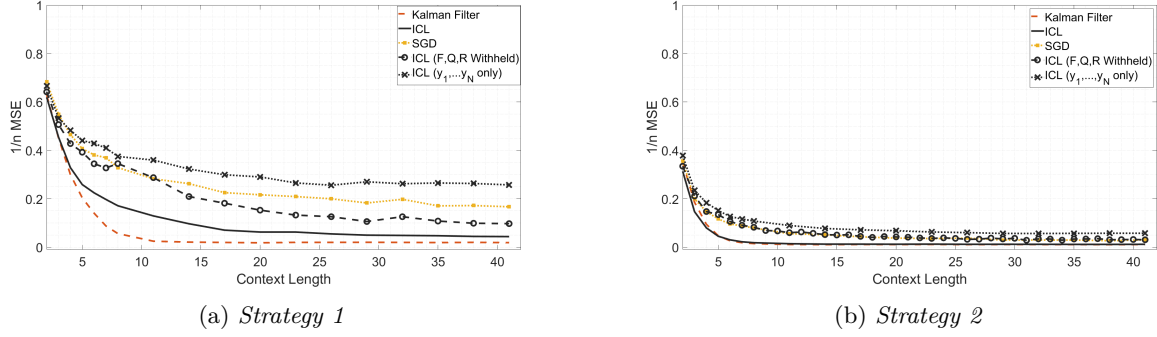 1
0.8
0.6
0.4
0.2
0
1/n MSE
5
10
15
20
25
30
35
40
Context Length
Kalman Filter
ICL
SGD
ICL (F,Q,R Withheld)
ICL (y1,...yN only)
(a) Strategy 1
1
0.8
0.6
0.4
0.2
0
1/n MSE
5
10
15
20
25
30
35
40
Context Length
Kalman Filter
ICL
SGD
ICL (F,Q,R Withheld)
ICL (y1,...,yN only)
(b) Strategy 2